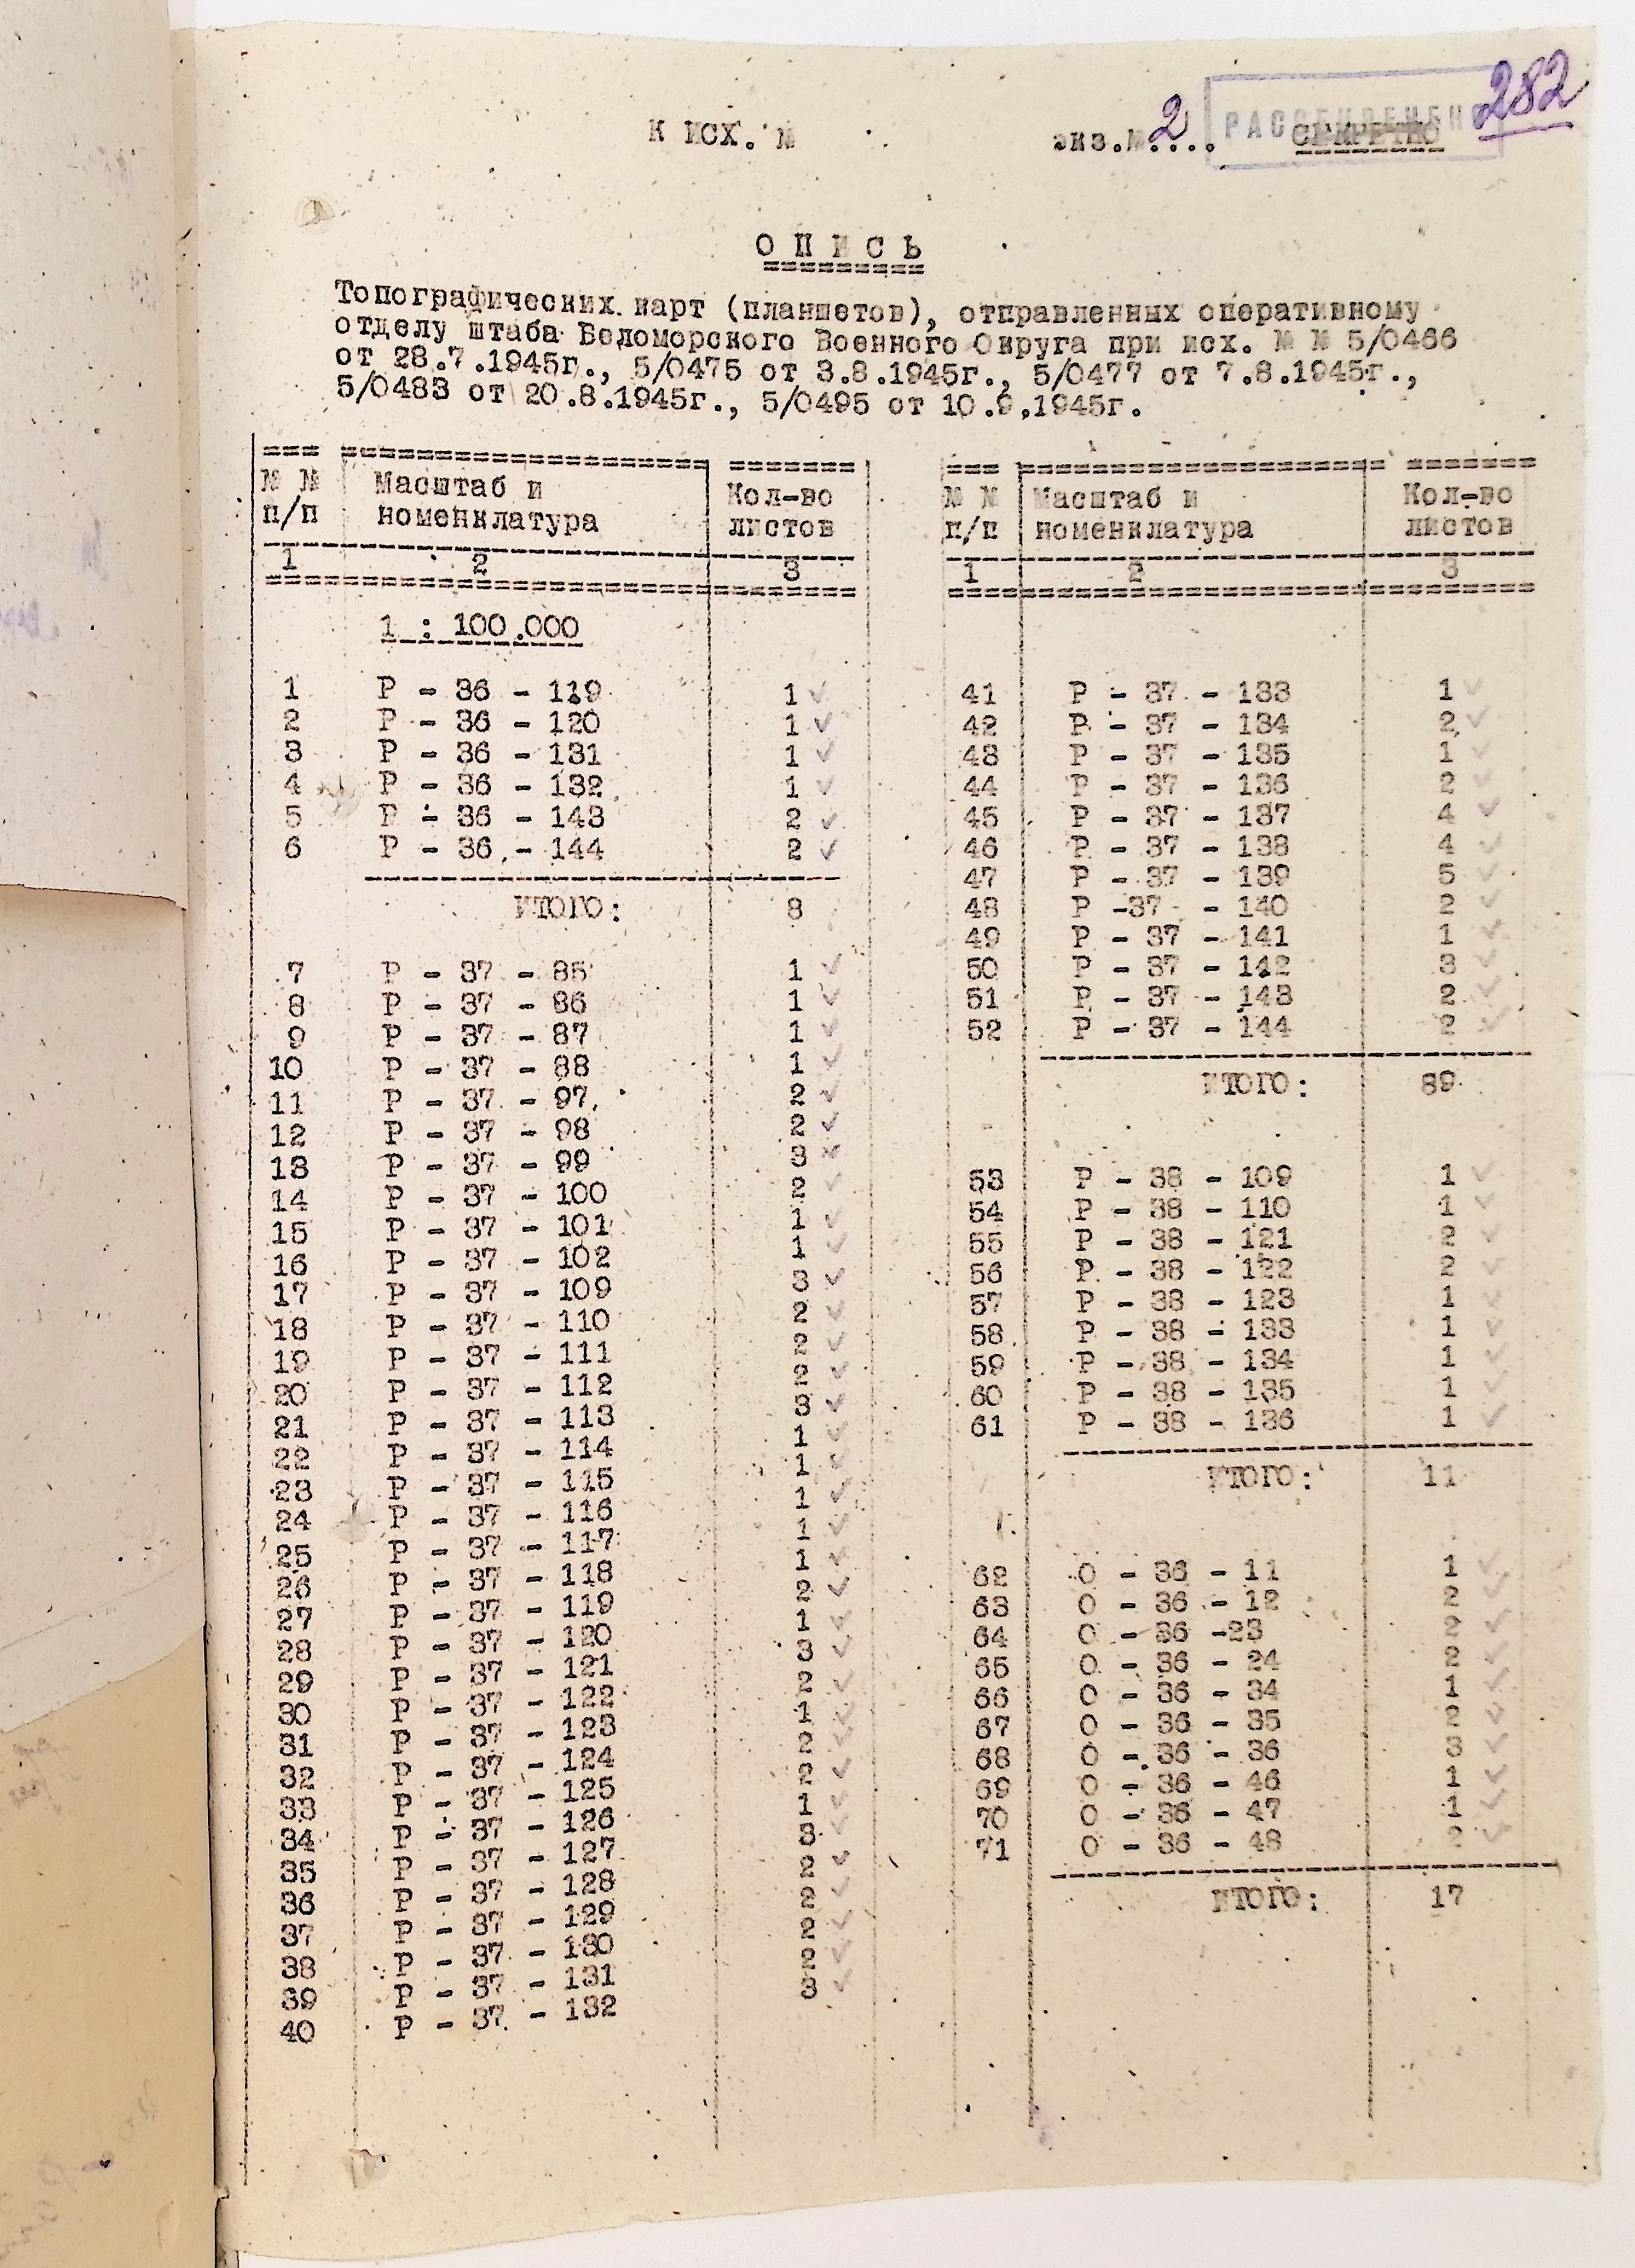 К ИСХ. №
экз.№ 2....
РАССЕКРЕЧЕНО
СЕКРЕТНО
282
О П И С Ь
Топографических карт (планшетов), отправленных оперативному
отделу штаба Беломорского Военного Округа при исх. № № 5/0466
от 28.7.1945г., 5/0475 от 3.8.1945г., 5/0477 от 7.8.1945г.,
5/0483 от 20.8.1945г., 5/0495 от 10.9.1945г.
№ № Масштаб и Кол-во
п/п номенклатура листов
1 2 3
1 : 100.000
1 Р - 36 - 119 1
2 Р - 36 - 120 1
3 Р - 36 - 131 1
4 Р - 36 - 132 1
5 Р - 36 - 143 2
6 Р - 36 - 144 2
ИТОГО: 8
7 Р - 37 - 85 1
8 Р - 37 - 86 1
9 Р - 37 - 87 1
10 Р - 37 - 88 1
11 Р - 37 - 97 2
12 Р - 37 - 98 2
13 Р - 37 - 99 3
14 Р - 37 - 100 2
15 Р - 37 - 101 1
16 Р - 37 - 102 1
17 Р - 37 - 109 3
18 Р - 37 - 110 2
19 Р - 37 - 111 2
20 Р - 37 - 112 2
21 Р - 37 - 113 3
22 Р - 37 - 114 1
23 Р - 37 - 115 1
24 Р - 37 - 116 1
25 Р - 37 - 117 1
26 Р - 37 - 118 1
27 Р - 37 - 119 2
28 Р - 37 - 120 1
29 Р - 37 - 121 3
30 Р - 37 - 122 2
31 Р - 37 - 123 1
32 Р - 37 - 124 2
33 Р - 37 - 125 2
34 Р - 37 - 126 1
35 Р - 37 - 127 3
36 Р - 37 - 128 2
37 Р - 37 - 129 2
38 Р - 37 - 130 2
39 Р - 37 - 131 2
40 Р - 37 - 132 3
№ № Масштаб и Кол-во
п/п номенклатура листов
1 2 3
41 Р - 37 - 133 1
42 Р - 37 - 134 2
43 Р - 37 - 135 1
44 Р - 37 - 136 2
45 Р - 37 - 137 4
46 Р - 37 - 138 4
47 Р - 37 - 139 5
48 Р -37 - 140 2
49 Р - 37 - 141 1
50 Р - 37 - 142 3
51 Р - 37 - 143 2
52 Р - 37 - 144 2
ИТОГО: 89
53 Р - 38 - 109 1
54 Р - 38 - 110 1
55 Р - 38 - 121 2
56 Р - 38 - 122 2
57 Р - 38 - 123 1
58 Р - 38 - 133 1
59 Р - 38 - 134 1
60 Р - 38 - 135 1
61 Р - 38 - 136 1
ИТОГО: 11
62 О - 36 - 11 1
63 О - 36 - 12 2
64 О - 36 -23 2
65 О - 36 - 24 2
66 О - 36 - 34 1
67 О - 36 - 35 2
68 О - 36 - 36 3
69 О - 36 - 46 1
70 О - 36 - 47 1
71 О - 36 - 48 2
ИТОГО: 17